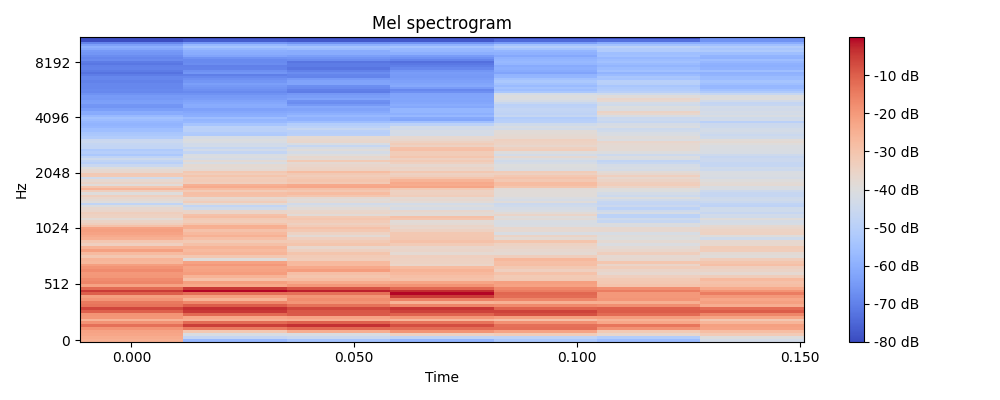 Mel spectrogram
8192
4096
2048
1024
512
0
Hz
0.000
0.050
0.100
0.150
Time
-10 dB
-20 dB
-30 dB
-40 dB
-50 dB
-60 dB
-70 dB
-80 dB